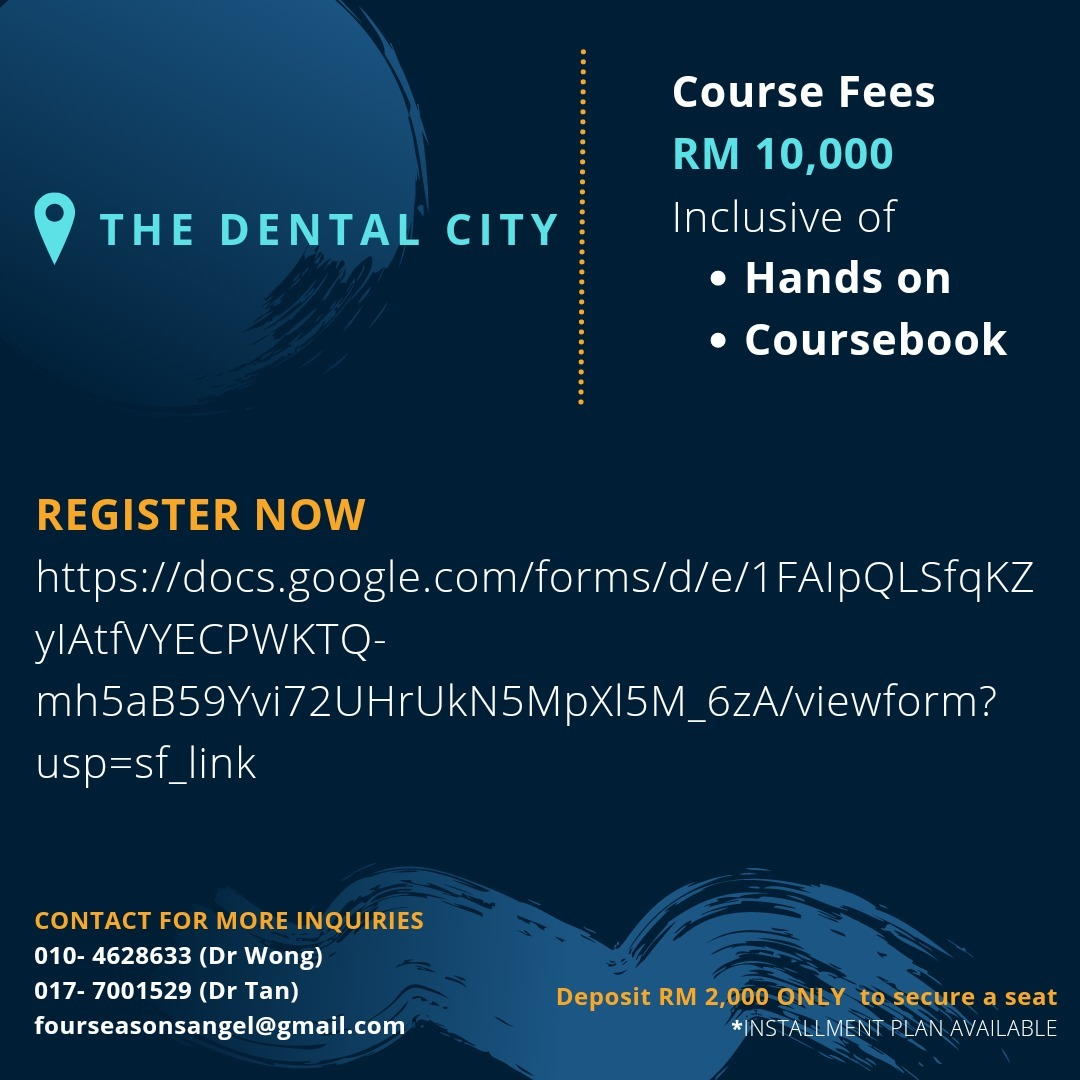 THE DENTAL CITY
Course Fees
RM 10,000
Inclusive of
• Hands on
• Coursebook
REGISTER NOW
https://docs.google.com/forms/d/e/1FAIpQLSfqKZ
yIAtfVYECPWKTQ-
mh5aB59Yvi72UHrUkN5MpXl5M_6zA/viewform?
usp=sf_link
CONTACT FOR MORE INQUIRIES
010- 4628633 (Dr Wong)
017- 7001529 (Dr Tan)
fourseasonsangel@gmail.com
Deposit RM 2,000 ONLY  to secure a seat
*INSTALLMENT PLAN AVAILABLE